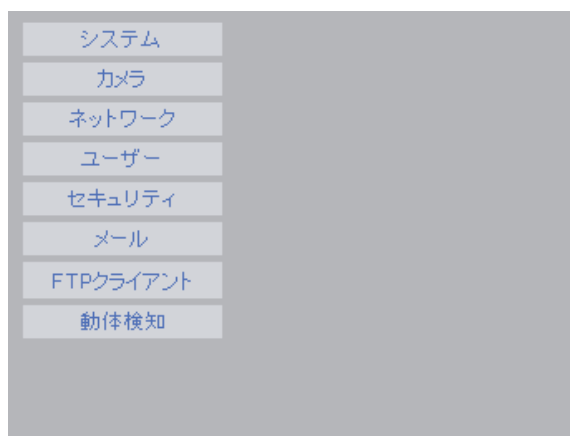 システム
カメラ
ネットワーク
ユーザー
セキュリティ
メール
FTPクライアント
動体検知